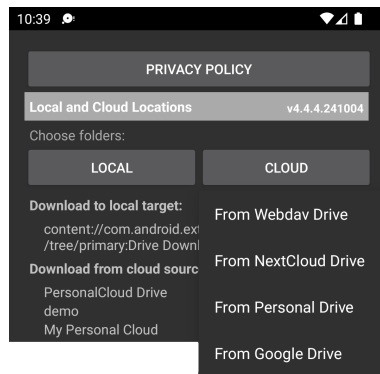 10:39
PRIVACY POLICY
Local and Cloud Locations v4.4.4.241004
Choose folders:
LOCAL CLOUD
Download to local target:
content://com.android.ext
/tree/primary:Drive Downl
Download from cloud sourc
PersonalCloud Drive
demo
My Personal Cloud
From Webdav Drive
From NextCloud Drive
From Personal Drive
From Google Drive